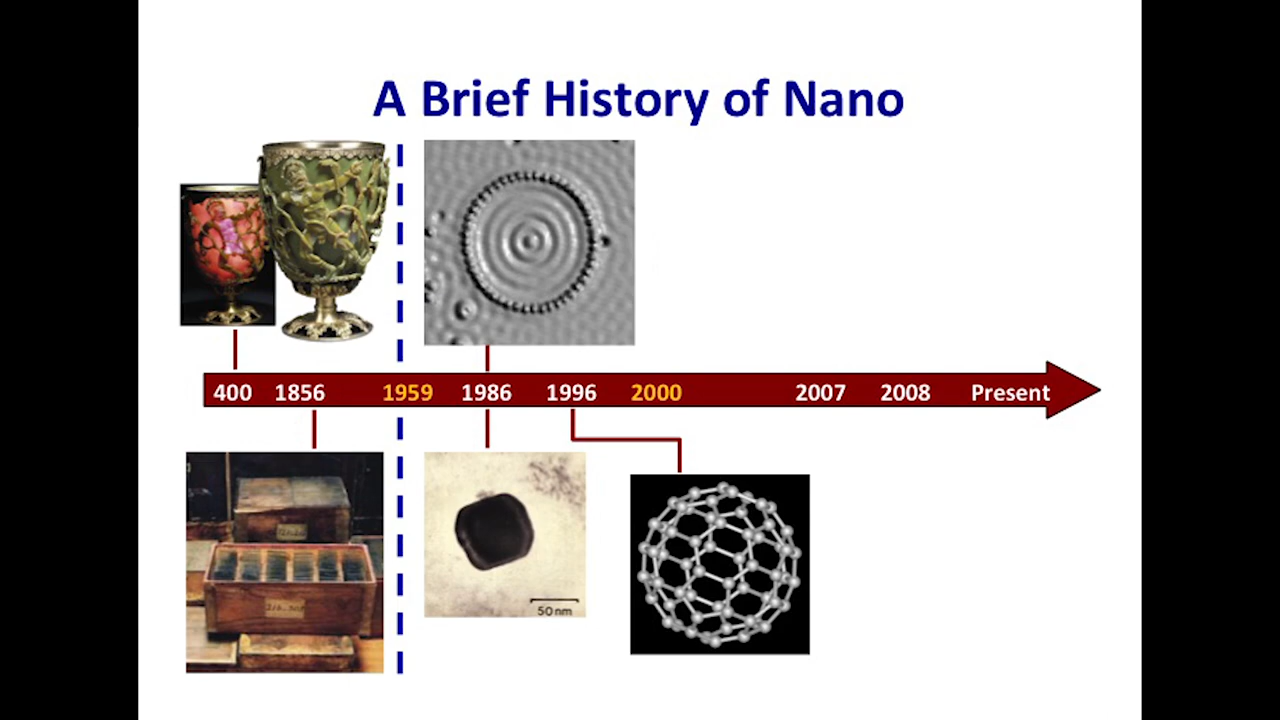 A Brief History of Nano
400 1856 1959 1986 1996 2000 2007 2008 Present
50 nm